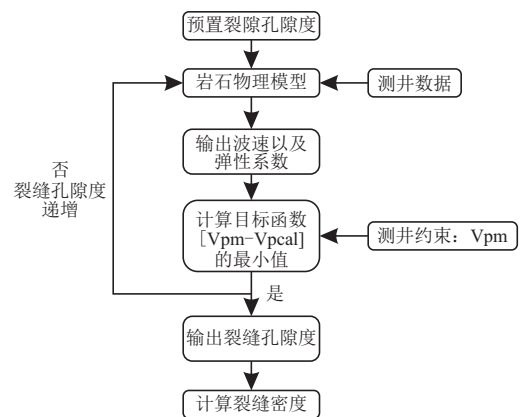 预置裂隙孔隙度
岩石物理模型
测井数据
输出波速以及
弹性系数
否
裂缝孔隙度
递增
计算目标函数
[Vpm-Vpcal]
的最小值
测井约束：Vpm
是
输出裂缝孔隙度
计算裂缝密度